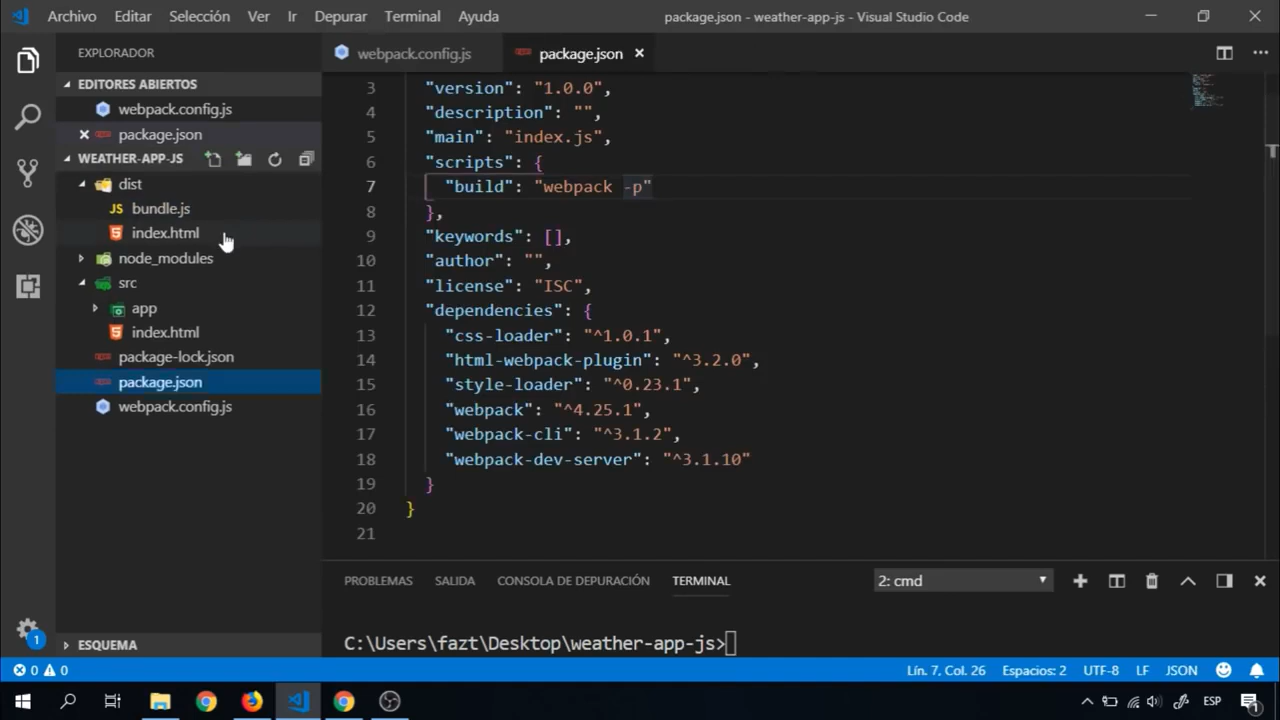 Archivo Editar Selección Ver Ir Depurar Terminal Ayuda package.json - weather-app-js - Visual Studio Code
EXPLORADOR
EDITORES ABIERTOS
webpack.config.js
package.json
WEATHER-APP-JS
dist
JS bundle.js
index.html
node_modules
src
app
index.html
package-lock.json
package.json
webpack.config.js
ESQUEMA
webpack.config.js package.json
3 "version": "1.0.0",
4 "description": "",
5 "main": "index.js",
6 "scripts": {
7 "build": "webpack -p"
8 },
9 "keywords": [],
10 "author": "",
11 "license": "ISC",
12 "dependencies": {
13 "css-loader": "^1.0.1",
14 "html-webpack-plugin": "^3.2.0",
15 "style-loader": "^0.23.1",
16 "webpack": "^4.25.1",
17 "webpack-cli": "^3.1.2",
18 "webpack-dev-server": "^3.1.10"
19 }
20 }
21
PROBLEMAS SALIDA CONSOLA DE DEPURACIÓN TERMINAL 2: cmd
C:\Users\fazt\Desktop\weather-app-js>
1
0 0 Lín. 7, Col. 26 Espacios: 2 UTF-8 LF JSON
ESP 1